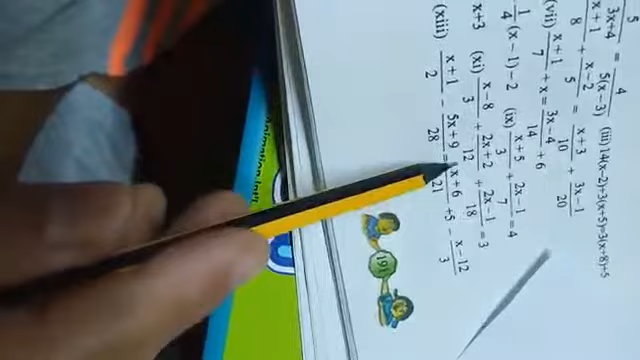 3x+4/5 = 5(x-3)/4 (iii) 14(x-2)+3(x+5)=3(x+8)+5
x+1/8 + x-2/5 = x+3/10 + 3x-1/20
(vii) x+1/7 + x = 3x-4/14 + 6
1/4 (x-1)-2 (ix) x+5/3 + 2x-1/7 = 4
x+3 (xi) x-8/3 + 2x+2/12 + 2x-1/18 = 3
(xiii) x+1/2 - 5x+9/28 = x+6/21 +5 - x-12/3
191
Animation